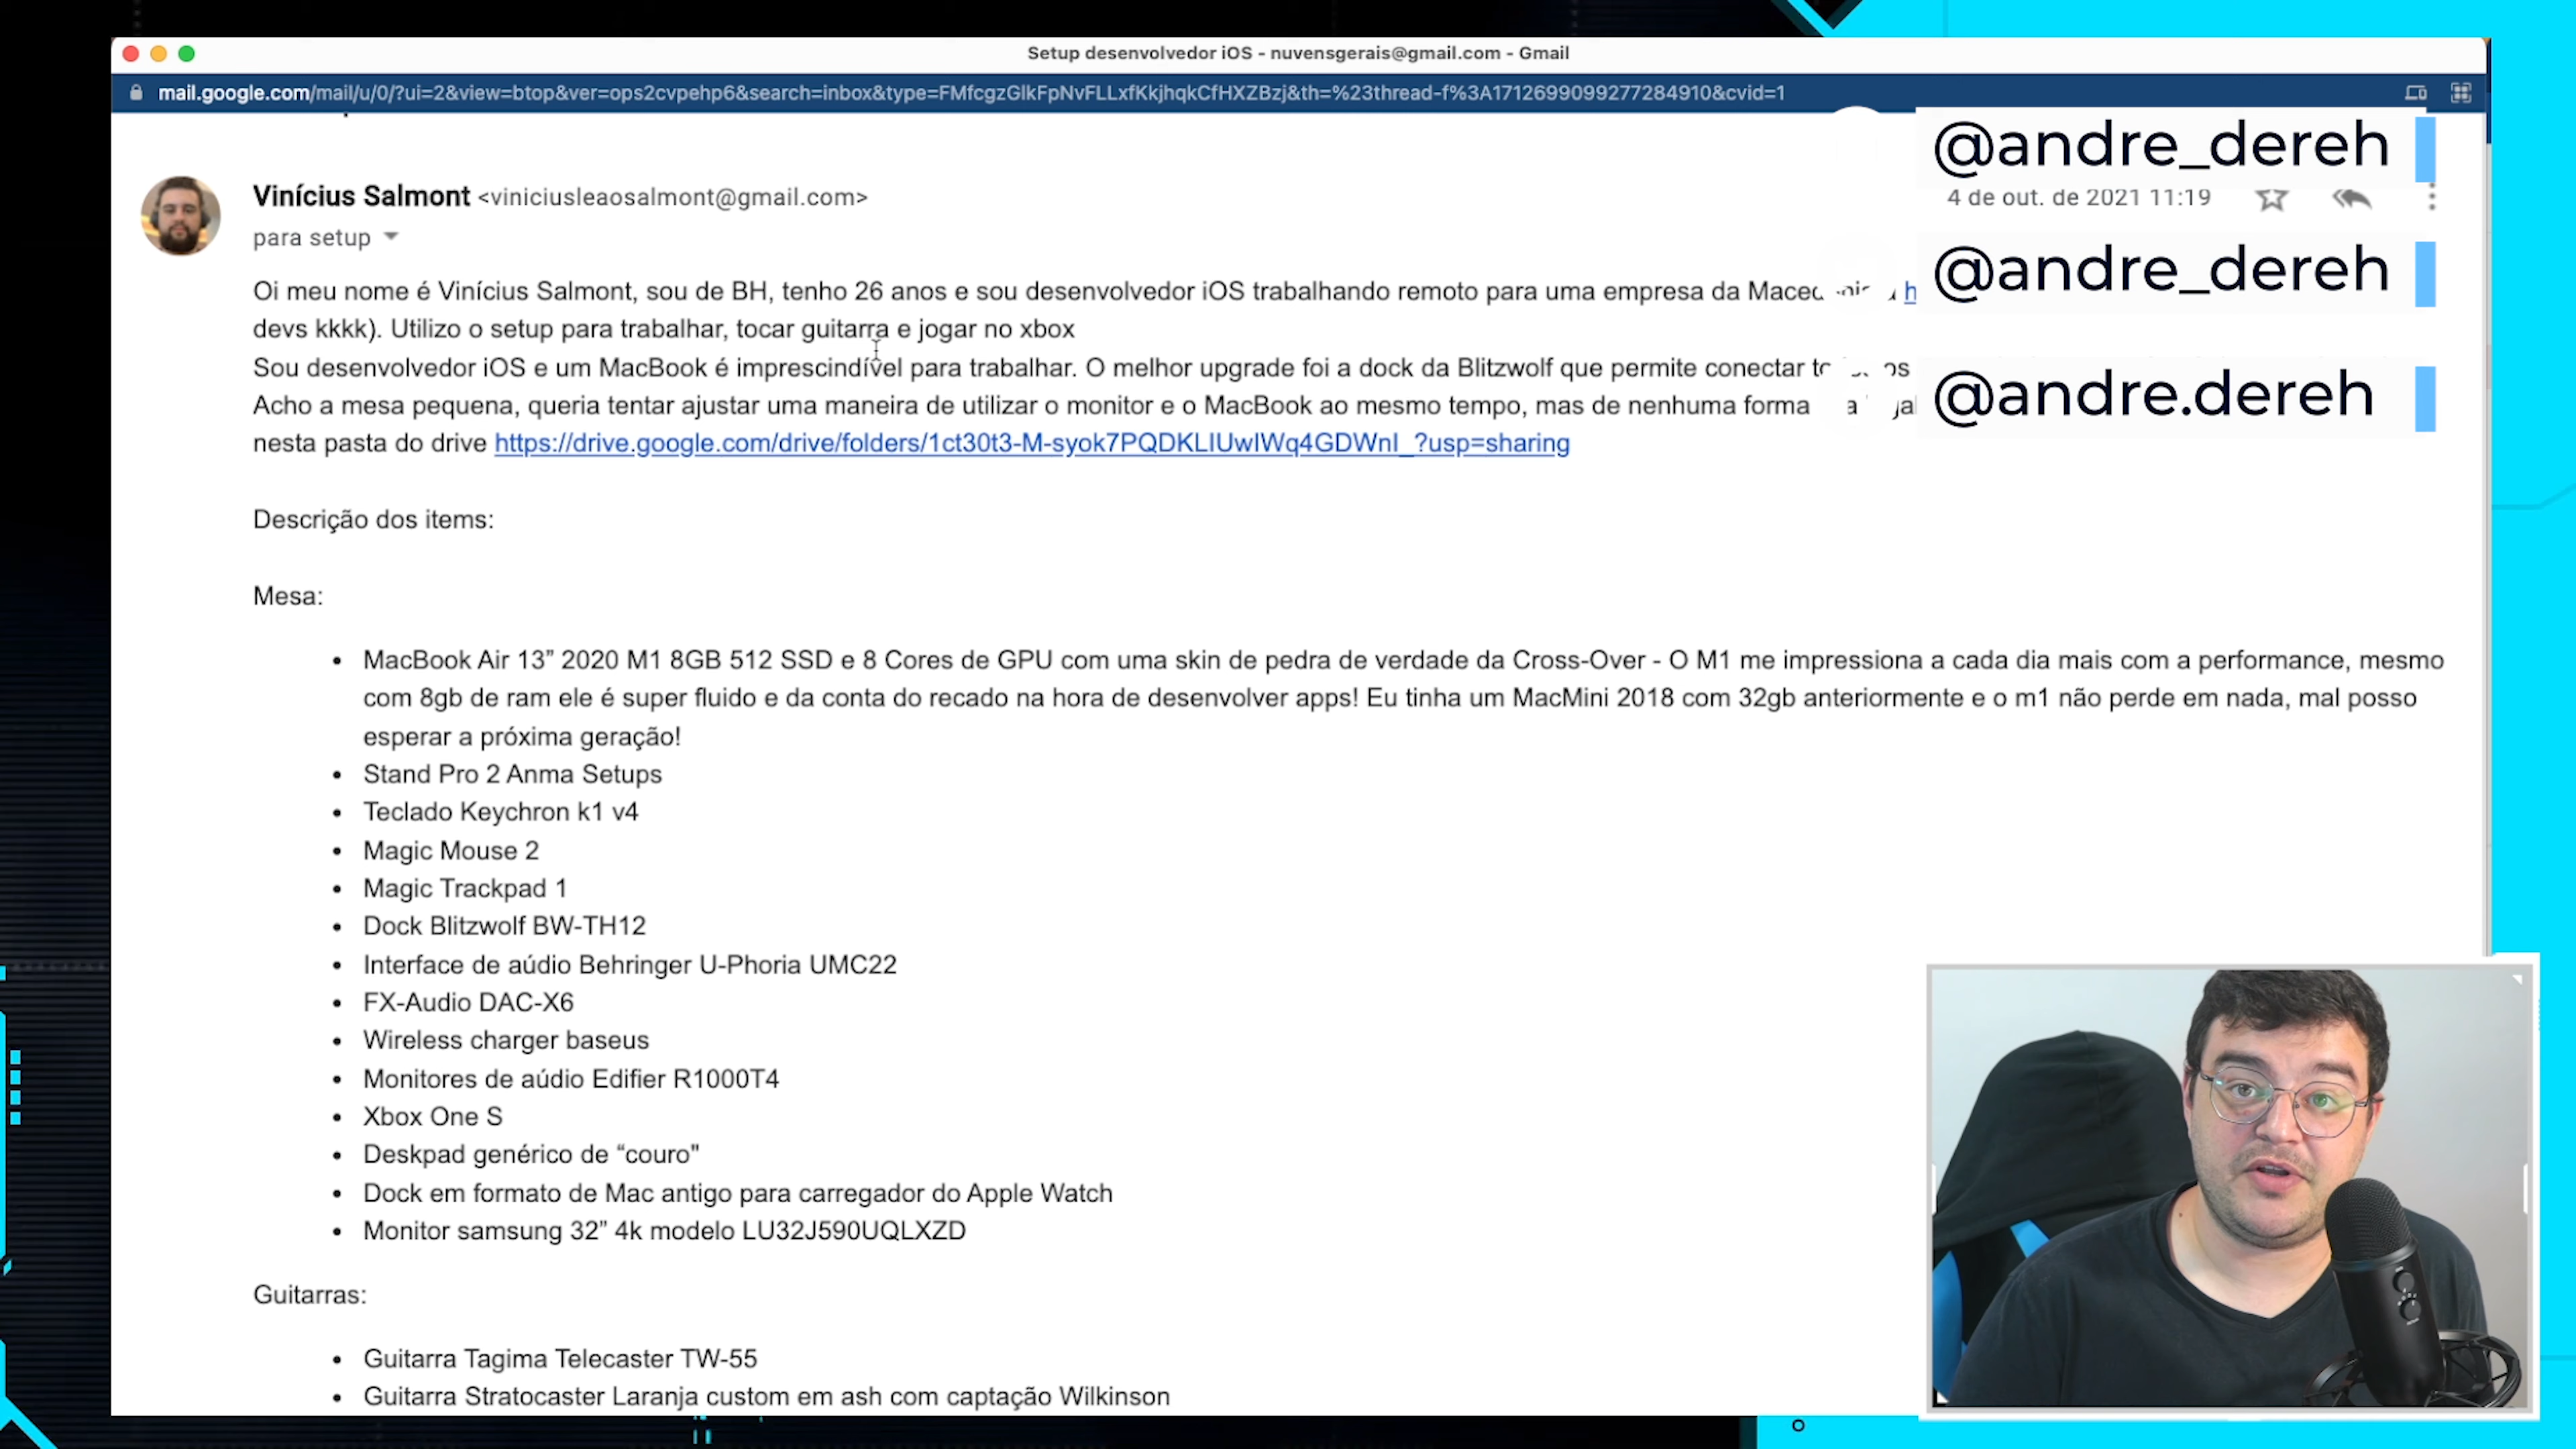 Setup desenvolvedor iOS - nuvensgerais@gmail.com - Gmail
mail.google.com/mail/u/0/?ui=2&view=btop&ver=ops2cvpehp6&search=inbox&type=FMfcgzGlkFpNvFLLxfKkjhqkCfHXZBzj&th=%23thread-f%3A1712699099277284910&cvid=1
@andre_dereh
Vinícius Salmont <viniciusleaosalmont@gmail.com>
4 de out. de 2021 11:19
para setup
@andre_dereh
Oi meu nome é Vinícius Salmont, sou de BH, tenho 26 anos e sou desenvolvedor iOS trabalhando remoto para uma empresa da
devs kkkk). Utilizo o setup para trabalhar, tocar guitarra e jogar no xbox
Sou desenvolvedor iOS e um MacBook é imprescindível para trabalhar. O melhor upgrade foi a dock da Blitzwolf que permite conectar
@andre.dereh
Acho a mesa pequena, queria tentar ajustar uma maneira de utilizar o monitor e o MacBook ao mesmo tempo, mas de nenhuma forma
nesta pasta do drive https://drive.google.com/drive/folders/1ct30t3-M-syok7PQDKLIUwIWq4GDWnI_?usp=sharing
Descrição dos items:
Mesa:
• MacBook Air 13” 2020 M1 8GB 512 SSD e 8 Cores de GPU com uma skin de pedra de verdade da Cross-Over - O M1 me impressiona a cada dia mais com a performance, mesmo
com 8gb de ram ele é super fluido e da conta do recado na hora de desenvolver apps! Eu tinha um MacMini 2018 com 32gb anteriormente e o m1 não perde em nada, mal posso
esperar a próxima geração!
• Stand Pro 2 Anma Setups
• Teclado Keychron k1 v4
• Magic Mouse 2
• Magic Trackpad 1
• Dock Blitzwolf BW-TH12
• Interface de aúdio Behringer U-Phoria UMC22
• FX-Audio DAC-X6
• Wireless charger baseus
• Monitores de aúdio Edifier R1000T4
• Xbox One S
• Deskpad genérico de “couro"
• Dock em formato de Mac antigo para carregador do Apple Watch
• Monitor samsung 32” 4k modelo LU32J590UQLXZD
Guitarras:
• Guitarra Tagima Telecaster TW-55
• Guitarra Stratocaster Laranja custom em ash com captação Wilkinson